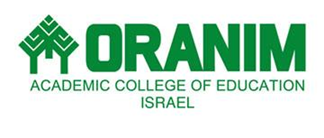 ORANIM
ACADEMIC COLLEGE OF EDUCATION
ISRAEL